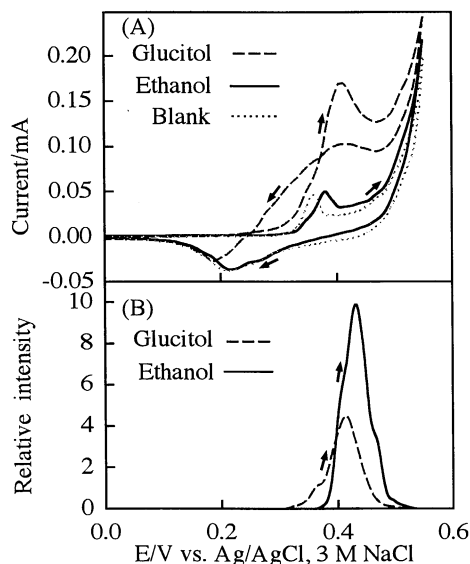 (A)
Glucitol
Ethanol
Blank
Current/mA
0.20
0.15
0.10
0.05
0.00
-0.05
(B)
Glucitol
Ethanol
Relative intensity
10
8
6
4
2
0
0.0
0.2
0.4
0.6
E/V vs. Ag/AgCl, 3 M NaCl